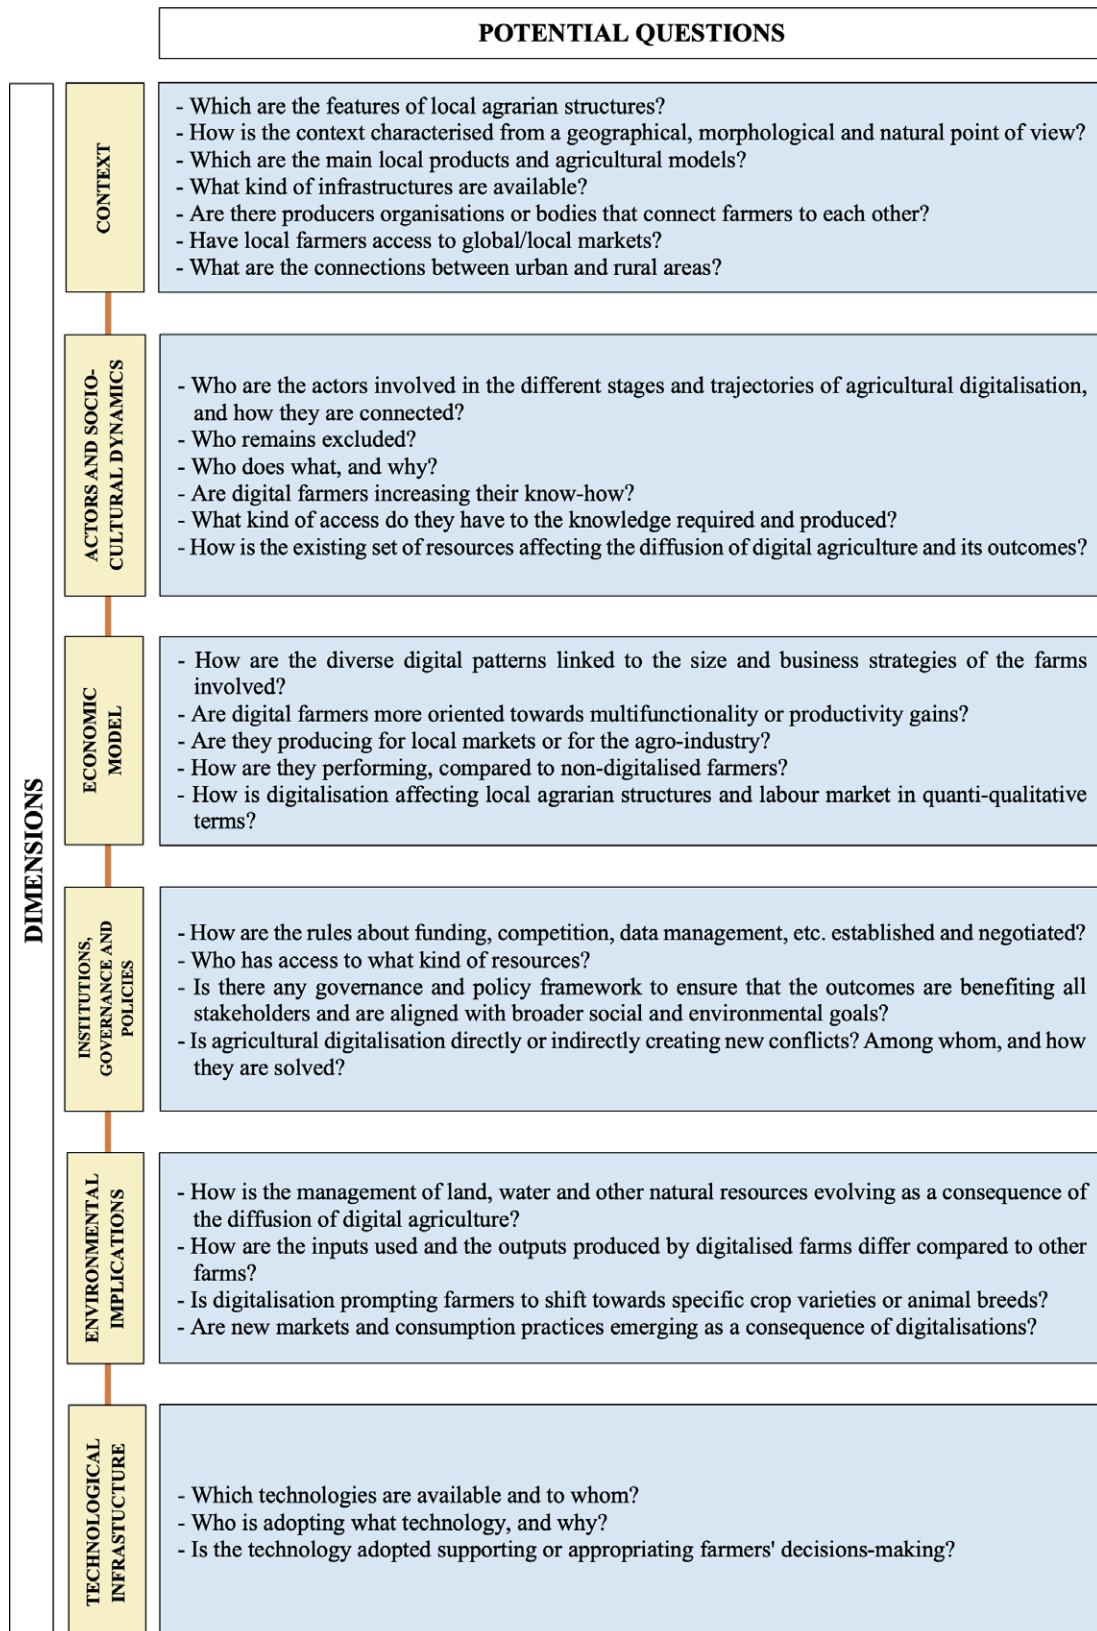 POTENTIAL QUESTIONS
DIMENSIONS
CONTEXT
- Which are the features of local agrarian structures?
- How is the context characterised from a geographical, morphological and natural point of view?
- Which are the main local products and agricultural models?
- What kind of infrastructures are available?
- Are there producers organisations or bodies that connect farmers to each other?
- Have local farmers access to global/local markets?
- What are the connections between urban and rural areas?
ACTORS AND SOCIO-
CULTURAL DYNAMICS
- Who are the actors involved in the different stages and trajectories of agricultural digitalisation,
and how they are connected?
- Who remains excluded?
- Who does what, and why?
- Are digital farmers increasing their know-how?
- What kind of access do they have to the knowledge required and produced?
- How is the existing set of resources affecting the diffusion of digital agriculture and its outcomes?
ECONOMIC
MODEL
- How are the diverse digital patterns linked to the size and business strategies of the farms
involved?
- Are digital farmers more oriented towards multifunctionality or productivity gains?
- Are they producing for local markets or for the agro-industry?
- How are they performing, compared to non-digitalised farmers?
- How is digitalisation affecting local agrarian structures and labour market in quanti-qualitative
terms?
INSTITUTIONS,
GOVERNANCE AND
POLICIES
- How are the rules about funding, competition, data management, etc. established and negotiated?
- Who has access to what kind of resources?
- Is there any governance and policy framework to ensure that the outcomes are benefiting all
stakeholders and are aligned with broader social and environmental goals?
- Is agricultural digitalisation directly or indirectly creating new conflicts? Among whom, and how
they are solved?
ENVIRONMENTAL
IMPLICATIONS
- How is the management of land, water and other natural resources evolving as a consequence of
the diffusion of digital agriculture?
- How are the inputs used and the outputs produced by digitalised farms differ compared to other
farms?
- Is digitalisation prompting farmers to shift towards specific crop varieties or animal breeds?
- Are new markets and consumption practices emerging as a consequence of digitalisations?
TECHNOLOGICAL
INFRASTUCTURE
- Which technologies are available and to whom?
- Who is adopting what technology, and why?
- Is the technology adopted supporting or appropriating farmers' decisions-making?